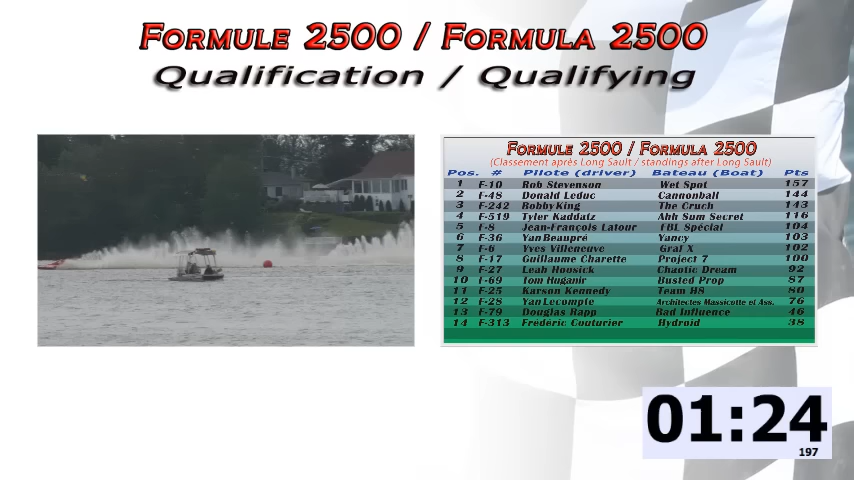 FORMULE 2500 / FORMULA 2500
Qualification / Qualifying
FORMULE 2500 / FORMULA 2500
(Classement après Long Sault / standings after Long Sault)
Pos. # Pilote (driver) Bateau (Boat) Pts
1 F-10 Rob Stevenson Wet Spot 157
2 F-48 Donald Leduc Cannonball 144
3 F-242 Bobby King The Cruch 143
4 F-519 Tyler Kaddatz Ahh Sum Secret 116
5 F-8 Jean-François Latour FBL Spécial 104
6 F-36 Yan Beaupré Yancy 103
7 F-6 Yves Villeneuve Graf X 102
8 F-17 Guillaume Charette Project 7 100
9 F-27 Leah Hoosick Chaotic Dream 92
10 F-69 Tom Huganir Busted Prop 87
11 F-25 Karson Kennedy Team H8 80
12 F-28 Yan Lecompte Architectes Massicotte et Ass. 76
13 F-79 Douglas Rapp Bad Influence 46
14 F-313 Frédéric Couturier Hydroid 38
01:24
197